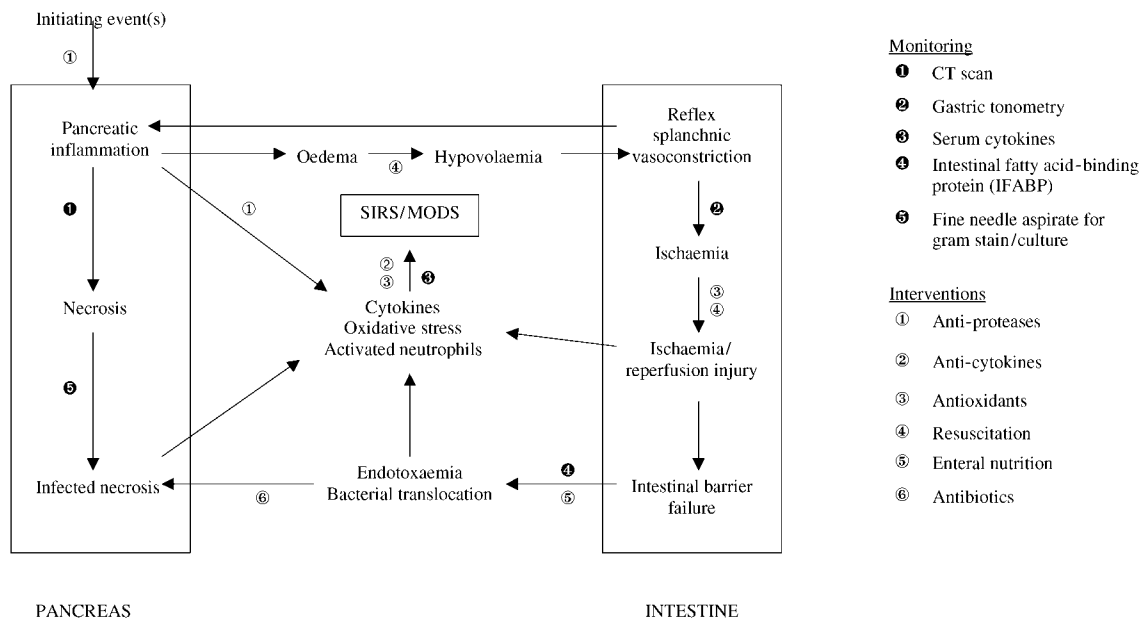 Initiating event(s)
①
Pancreatic
inflammation
Oedema
④
Hypovolaemia
Reflex
splanchnic
vasoconstriction
❶
①
SIRS/MODS
❷
②
③
❸
Ischaemia
Necrosis
Cytokines
Oxidative stress
Activated neutrophils
③
④
Ischaemia/
reperfusion injury
❺
Infected necrosis
⑥
Endotoxaemia
Bacterial translocation
❹
⑤
Intestinal barrier
failure
PANCREAS
INTESTINE
Monitoring
❶ CT scan
❷ Gastric tonometry
❸ Serum cytokines
❹ Intestinal fatty acid-binding
protein (IFABP)
❺ Fine needle aspirate for
gram stain/culture
Interventions
① Anti-proteases
② Anti-cytokines
③ Antioxidants
④ Resuscitation
⑤ Enteral nutrition
⑥ Antibiotics